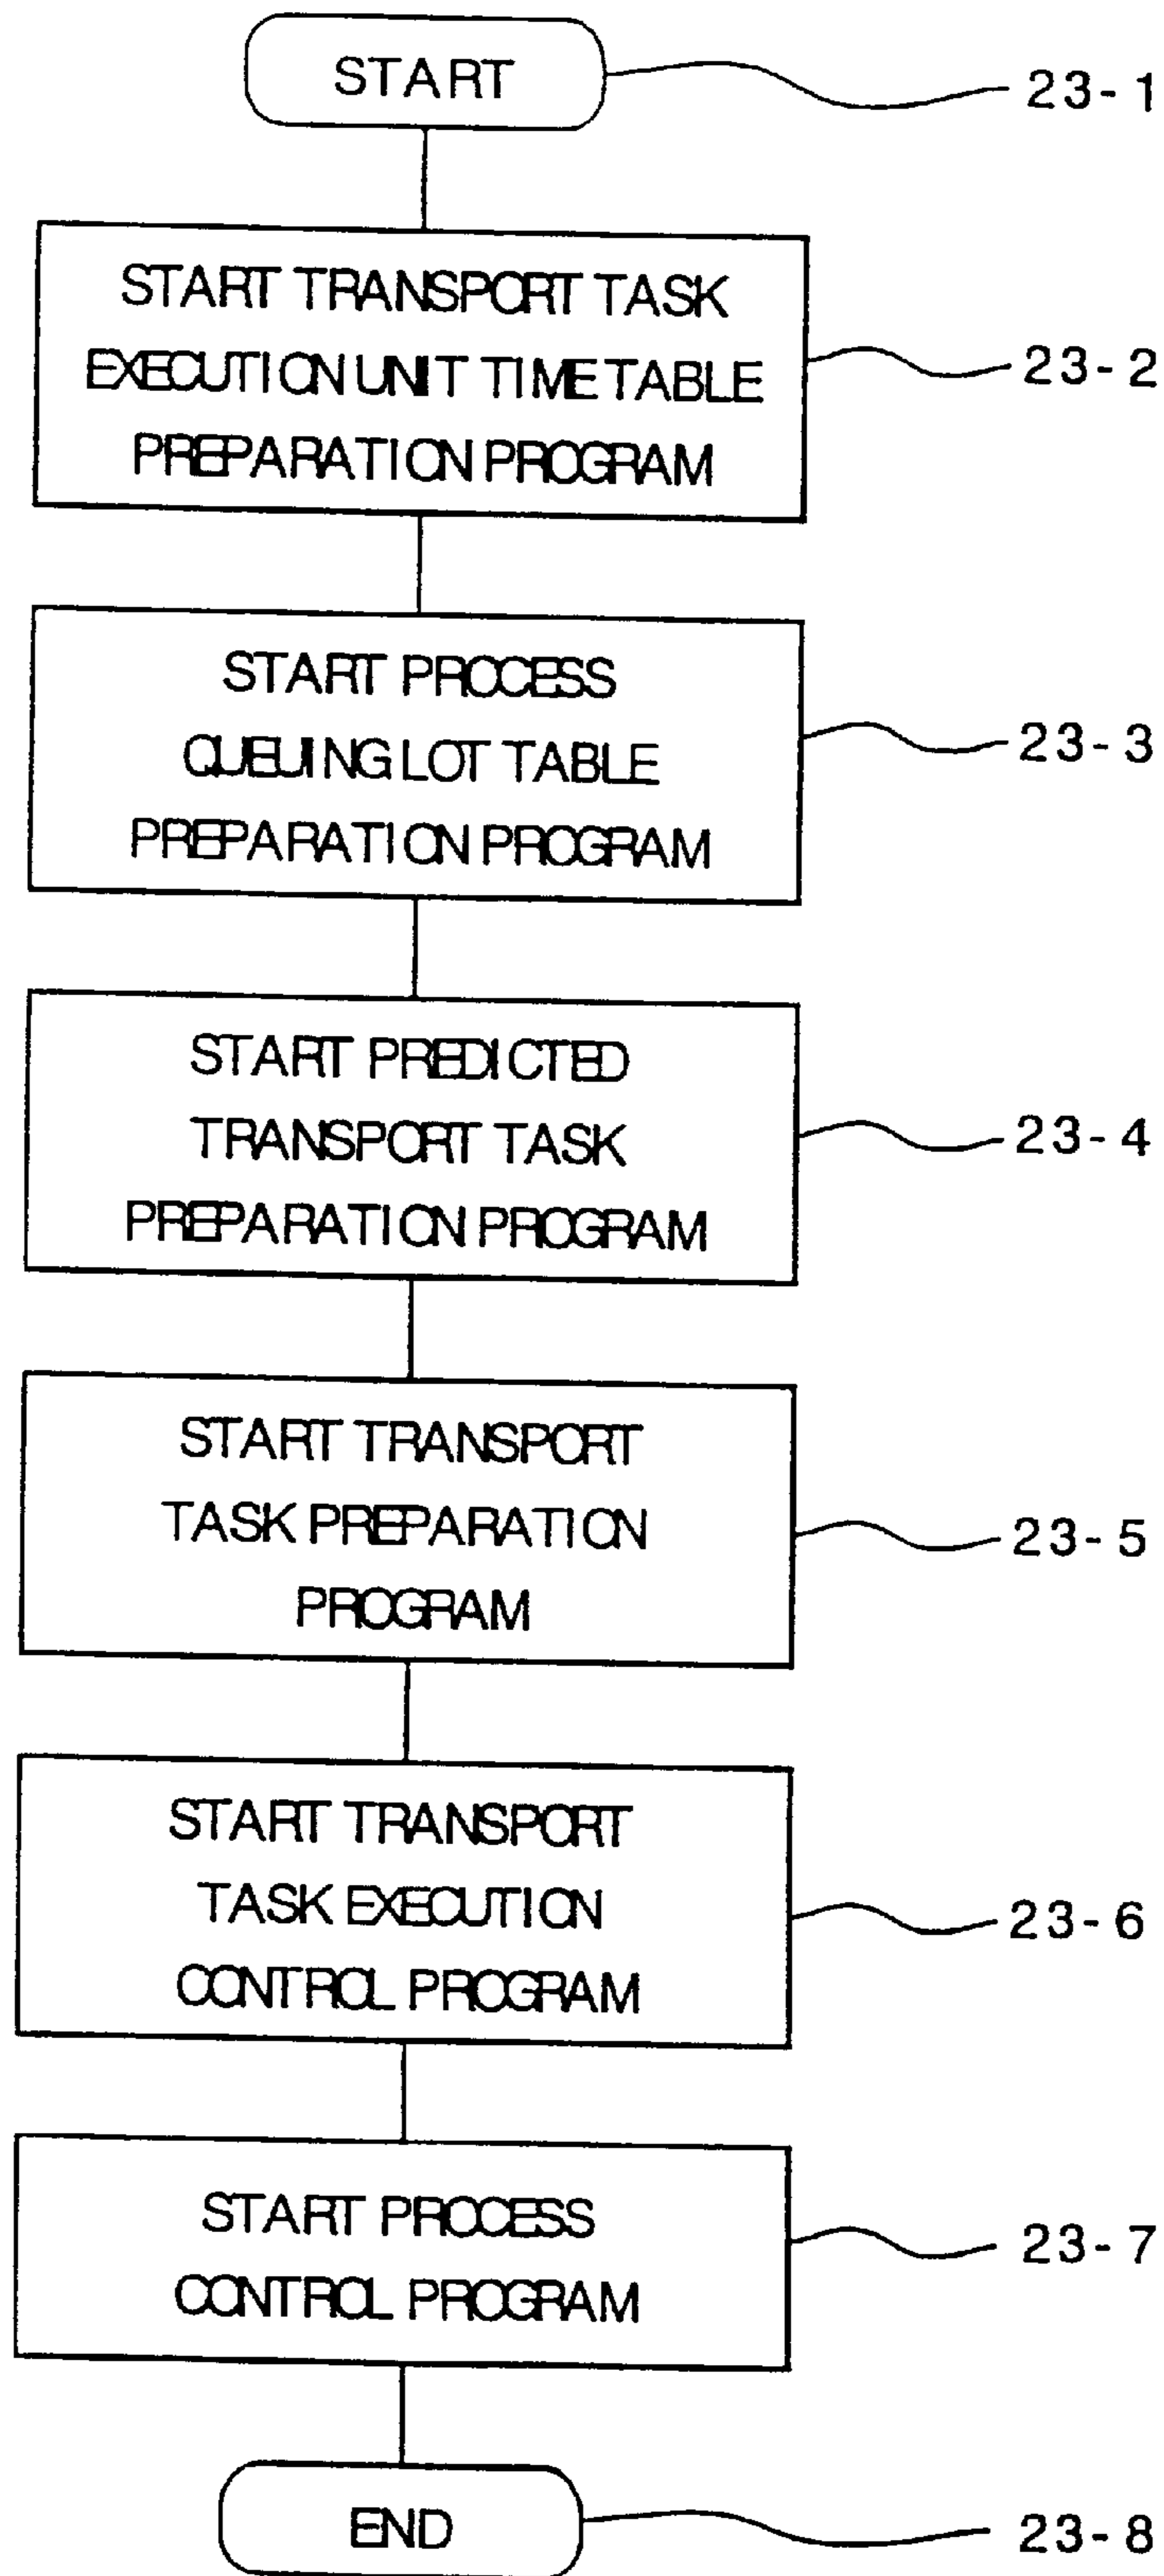 START
23-1
START TRANSPORT TASK
EXECUTION UNIT TIME TABLE
PREPARATION PROGRAM
23-2
START PROCESS
QUEUING LOT TABLE
PREPARATION PROGRAM
23-3
START PREDICTED
TRANSPORT TASK
PREPARATION PROGRAM
23-4
START TRANSPORT
TASK PREPARATION
PROGRAM
23-5
START TRANSPORT
TASK EXECUTION
CONTROL PROGRAM
23-6
START PROCESS
CONTROL PROGRAM
23-7
END
23-8